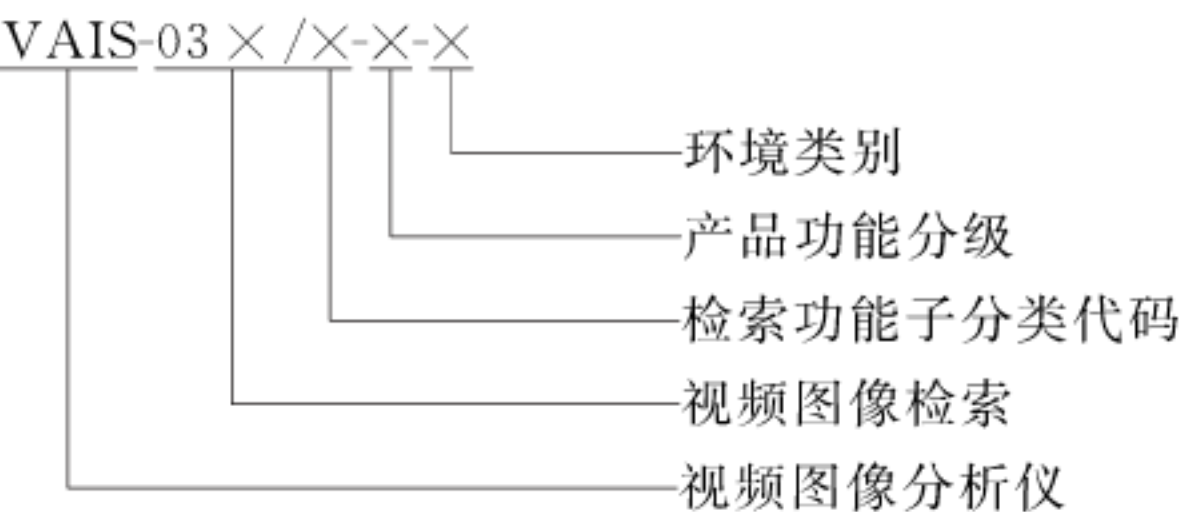 VAIS-03×/×-×-×
环境类别
产品功能分级
检索功能子分类代码
视频图像检索
视频图像分析仪